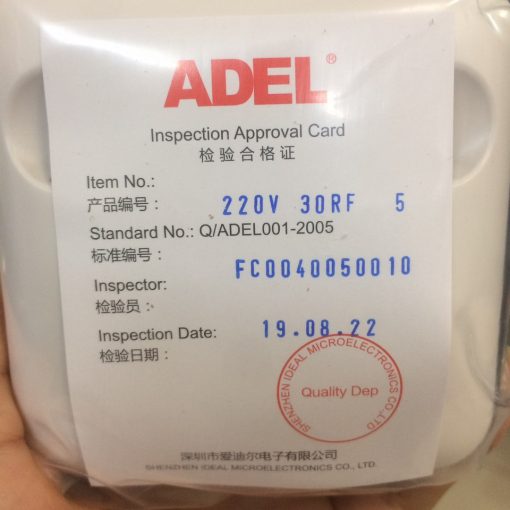 ADEL®
Inspection Approval Card
检验合格证
Item No.:
产品编号： 220V 30RF 5
Standard No.: Q/ADEL001-2005
标准编号：
FC0040050010
Inspector:
检验员：
Inspection Date: 19.08.22
检验日期：
SHENZHEN IDEAL MICROELECTRONICS CO.,LTD
Quality Dep
深圳市爱迪尔电子有限公司
SHENZHEN IDEAL MICROELECTRONICS CO., LTD.